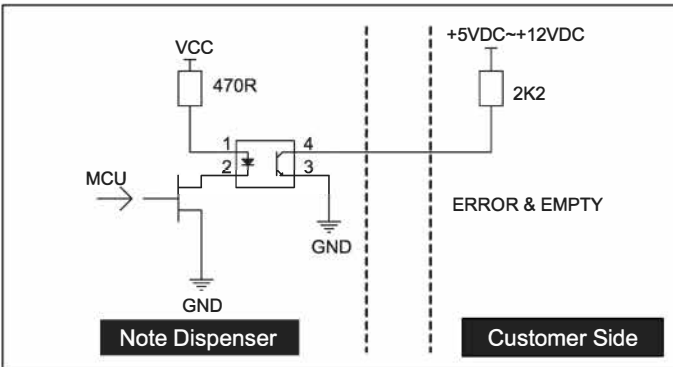 +5VDC~+12VDC
VCC
470R
2K2
1
4
2
3
MCU
ERROR & EMPTY
GND
GND
Note Dispenser
Customer Side